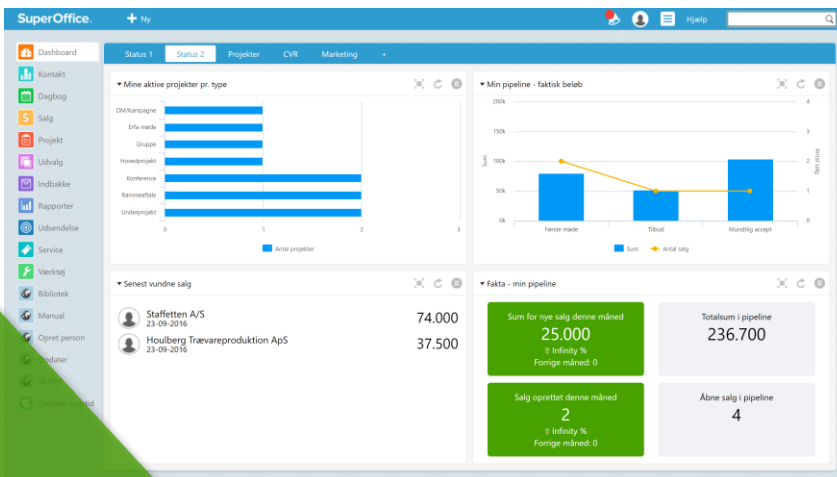 SuperOffice.
+ Ny
Hjælp
Dashboard
Kontakt
Dagbog
Salg
Projekt
Udvalg
Indbakke
Rapporter
Udsendelse
Service
Værktøj
Bibliotek
Manual
Opret person
Status 1
Status 2
Projekter
CVR
Marketing
+
Mine aktive projekter pr. type
DM/Kampagne
Erfa-møde
Gruppe
Hovedprojekt
Konference
Rammeaftale
Underprojekt
0 1 2 3
Antal projekter
Min pipeline - faktisk beløb
200k
150k
100k
50k
0k
Sum
4
3
2
1
0
Antal salg
Første møde
Tilbud
Mundtlig accept
Sum
Antal salg
Senest vundne salg
Staffetten A/S
23-09-2016
74.000
Houlberg Trævareproduktion ApS
23-09-2016
37.500
Fakta - min pipeline
Sum for nye salg denne måned
25.000
⇧ Infinity %
Forrige måned: 0
Totalsum i pipeline
236.700
Salg oprettet denne måned
2
⇧ Infinity %
Forrige måned: 0
Åbne salg i pipeline
4